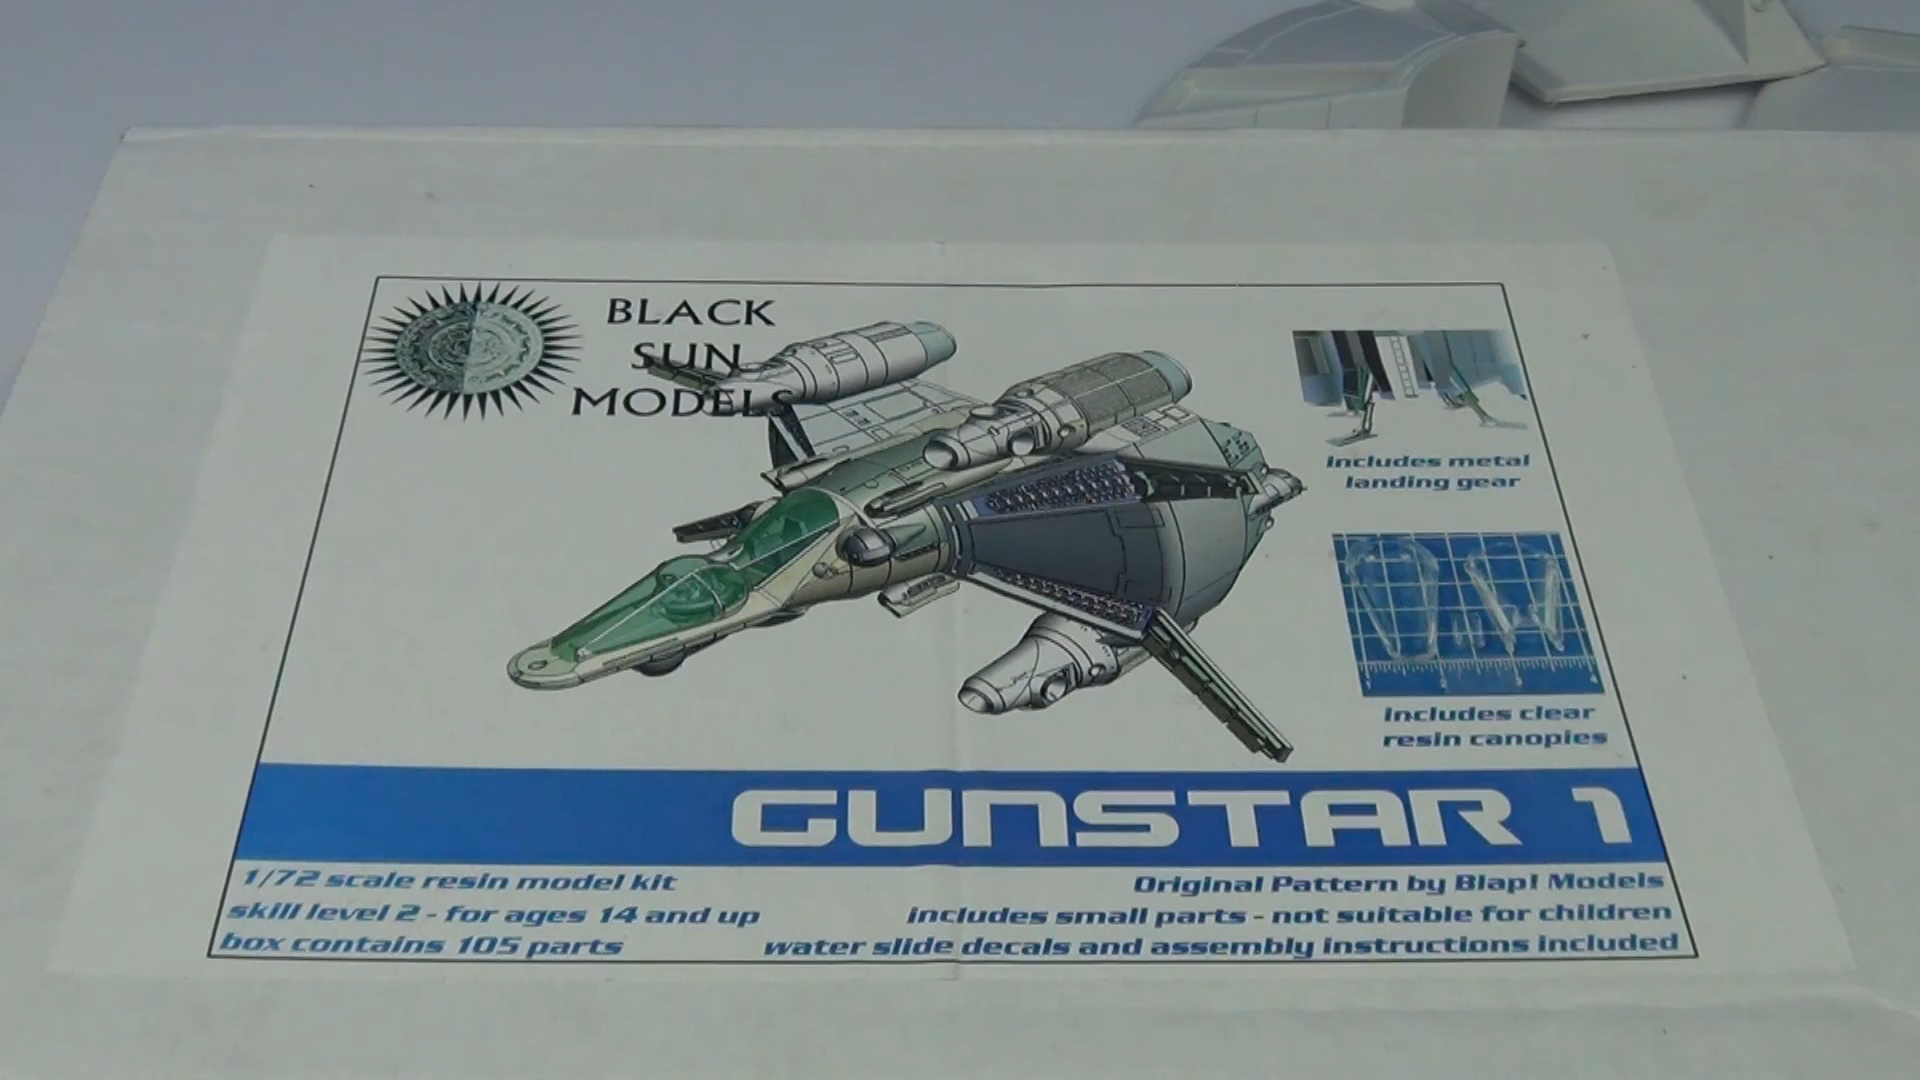 BLACK
SUN
MODELS
includes metal
landing gear
includes clear
resin canopies
GUNSTAR 1
1/72 scale resin model kit
skill level 2 - for ages 14 and up
box contains 105 parts
Original Pattern by Blap! Models
includes small parts - not suitable for children
water slide decals and assembly instructions included